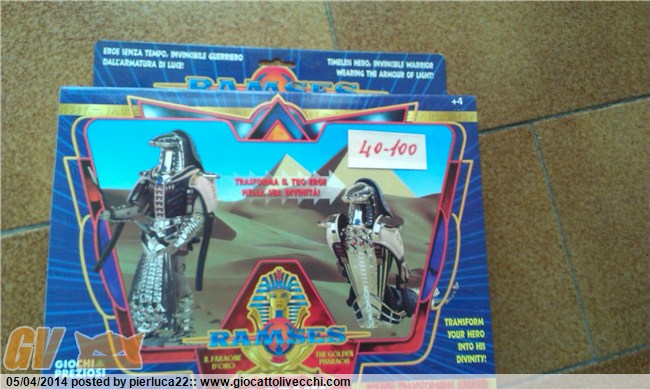 EROE SENZA TEMPO, INVINCIBILE GUERRIERO
DALL'ARMATURA DI LUCE!
TIMELESS HERO, INVINCIBLE WARRIOR
WEARING THE ARMOUR OF LIGHT!
RAMSES
+4
40-100
TRASFORMA IL TUO EROE
NELLA SUA DIVINITÀ!
RAMSES
IL FARAONE
D'ORO
THE GOLDEN
PHARAOH
TRANSFORM
YOUR HERO
INTO HIS
DIVINITY!
GV
GIOCHI
PREZIOSI
05/04/2014 posted by pierluca22:: www.giocattolivecchi.com